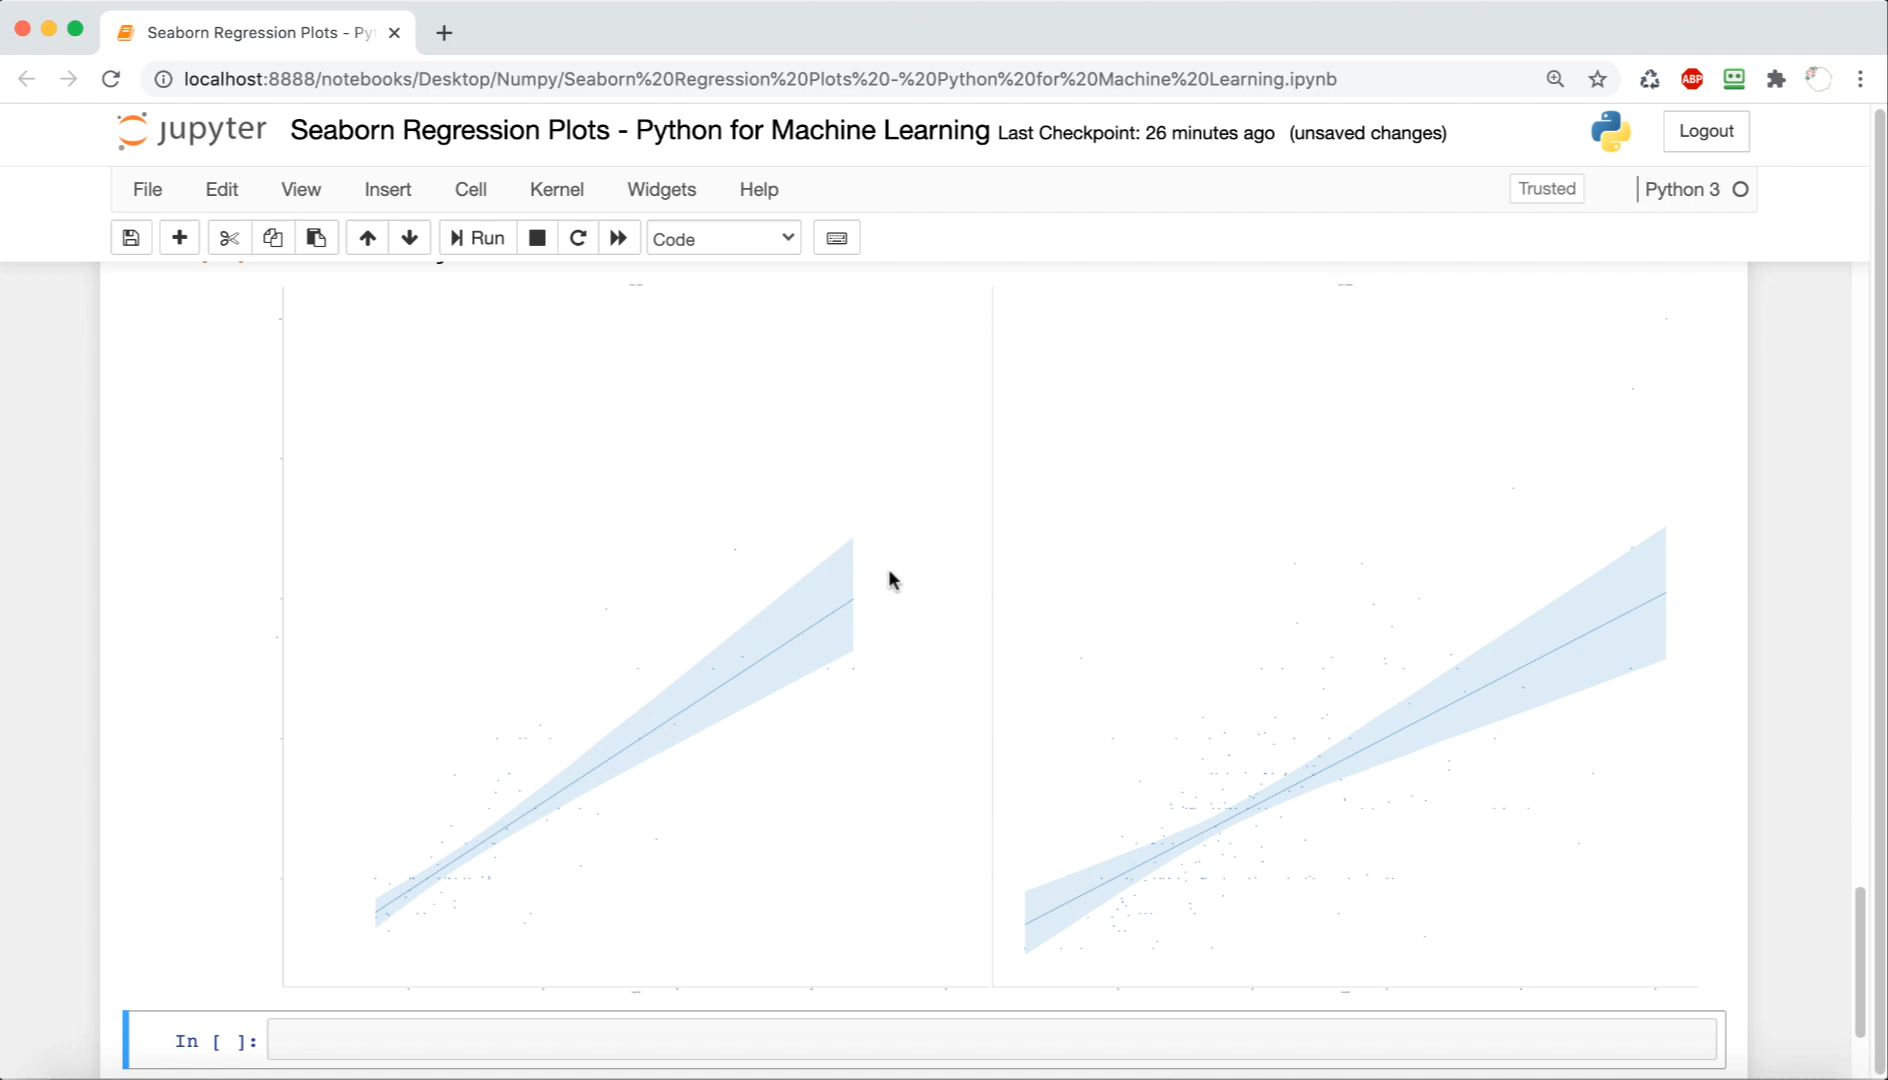 Seaborn Regression Plots - Py
localhost:8888/notebooks/Desktop/Numpy/Seaborn%20Regression%20Plots%20-%20Python%20for%20Machine%20Learning.ipynb
ABP
jupyter Seaborn Regression Plots - Python for Machine Learning Last Checkpoint: 26 minutes ago (unsaved changes)
Logout
File Edit View Insert Cell Kernel Widgets Help
Trusted
Python 3
Run
Code
In [ ]: